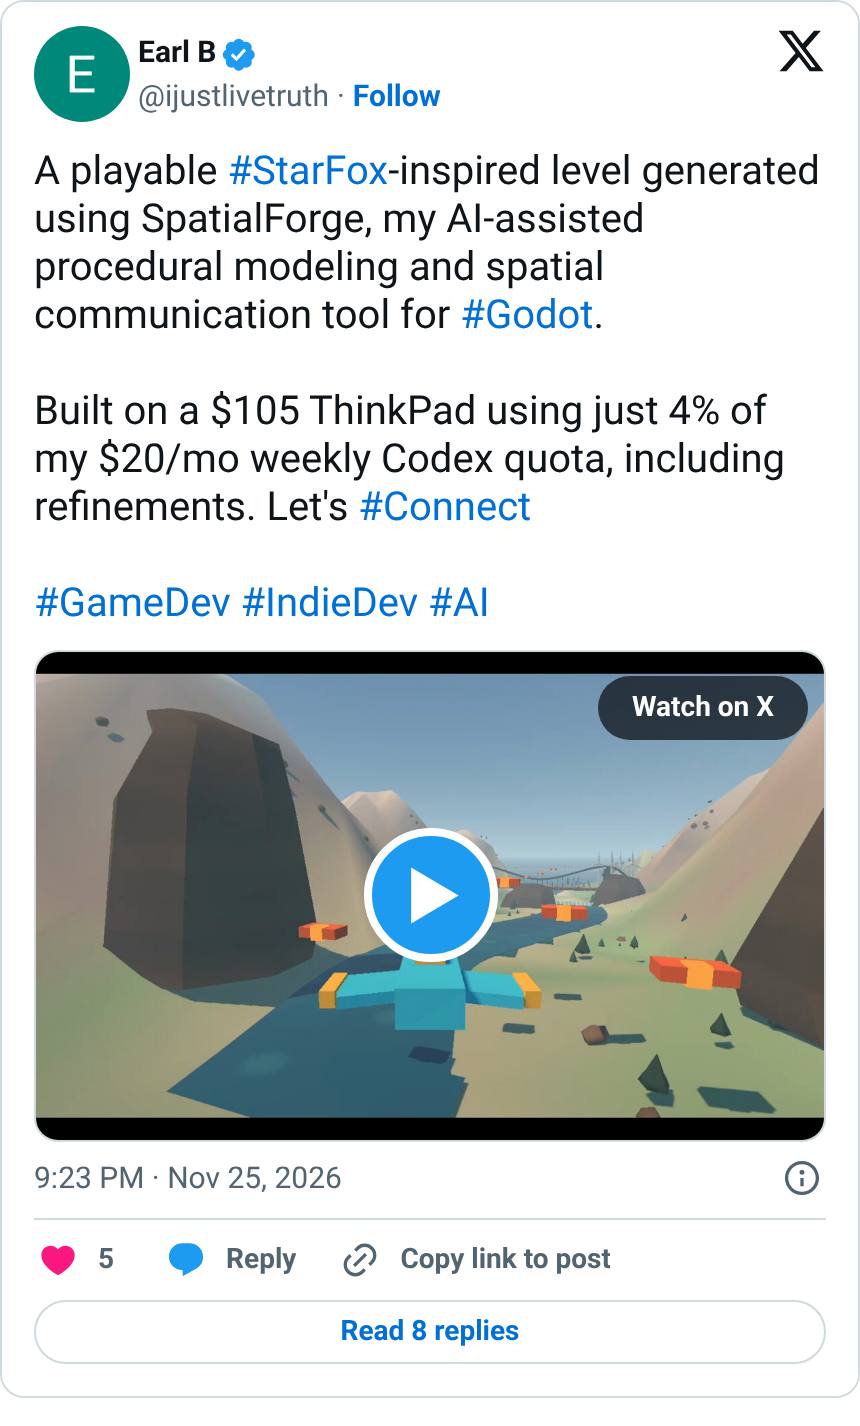 E
Earl B
@ijustlivetruth · Follow
A playable #StarFox-inspired level generated
using SpatialForge, my AI-assisted
procedural modeling and spatial
communication tool for #Godot.
Built on a $105 ThinkPad using just 4% of
my $20/mo weekly Codex quota, including
refinements. Let's #Connect
#GameDev #IndieDev #AI
Watch on X
9:23 PM · Nov 25, 2026
5 Reply Copy link to post
Read 8 replies